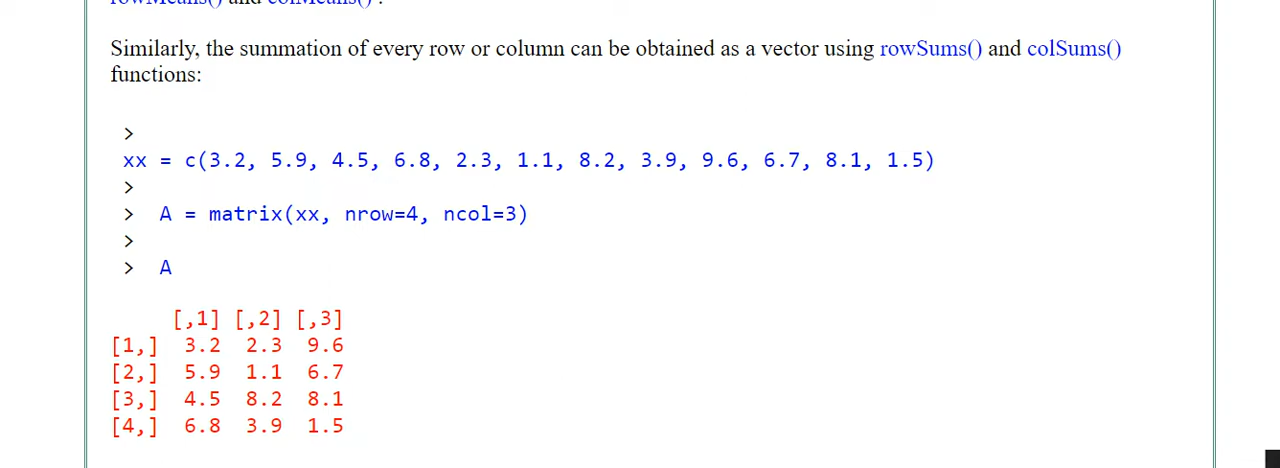 rowMeans() and colMeans() .
Similarly, the summation of every row or column can be obtained as a vector using rowSums() and colSums()
functions:
>
xx = c(3.2, 5.9, 4.5, 6.8, 2.3, 1.1, 8.2, 3.9, 9.6, 6.7, 8.1, 1.5)
>
> A = matrix(xx, nrow=4, ncol=3)
>
> A
[,1] [,2] [,3]
[1,] 3.2 2.3 9.6
[2,] 5.9 1.1 6.7
[3,] 4.5 8.2 8.1
[4,] 6.8 3.9 1.5